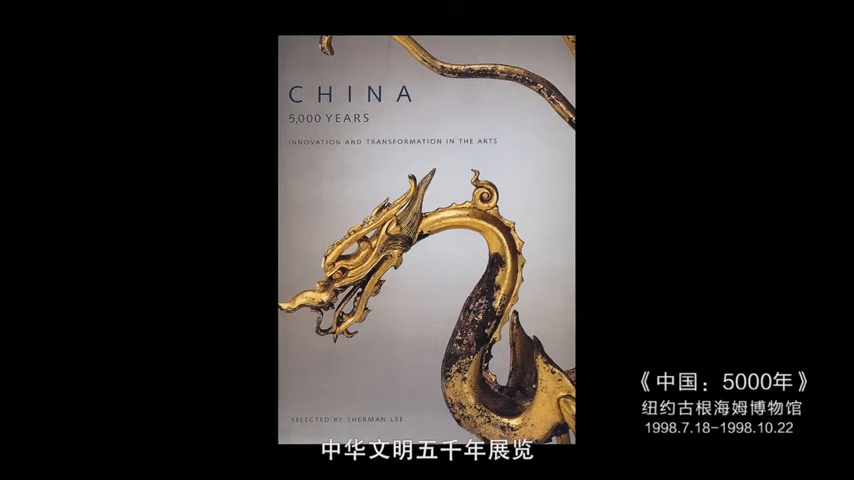 CHINA
5,000 YEARS
INNOVATION AND TRANSFORMATION IN THE ARTS
SELECTED BY SHERMAN LEE
《中国：5000年》
纽约古根海姆博物馆
1998.7.18-1998.10.22
中华文明五千年展览